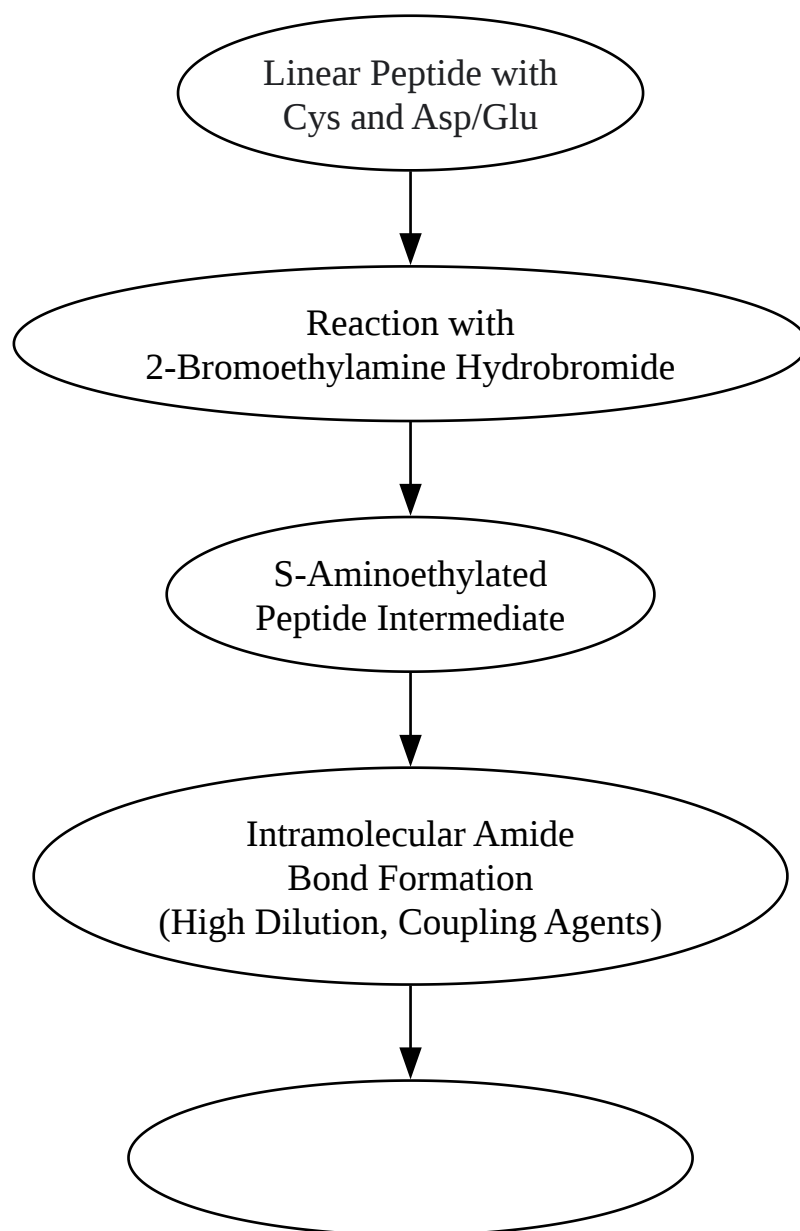 Linear Peptide with
Cys and Asp/Glu
Reaction with
2-Bromoethylamine Hydrobromide
S-Aminoethylated
Peptide Intermediate
Intramolecular Amide
Bond Formation
(High Dilution, Coupling Agents)